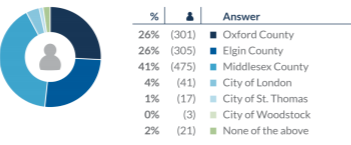 % Answer
26% (301) Oxford County
26% (305) Elgin County
41% (475) Middlesex County
4% (41) City of London
1% (17) City of St. Thomas
0% (3) City of Woodstock
2% (21) None of the above